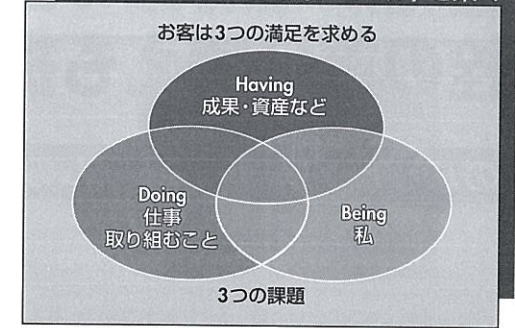 お客は3つの満足を求める
Having
成果・資産など
Doing
仕事
取り組むこと
Being
私
3つの課題